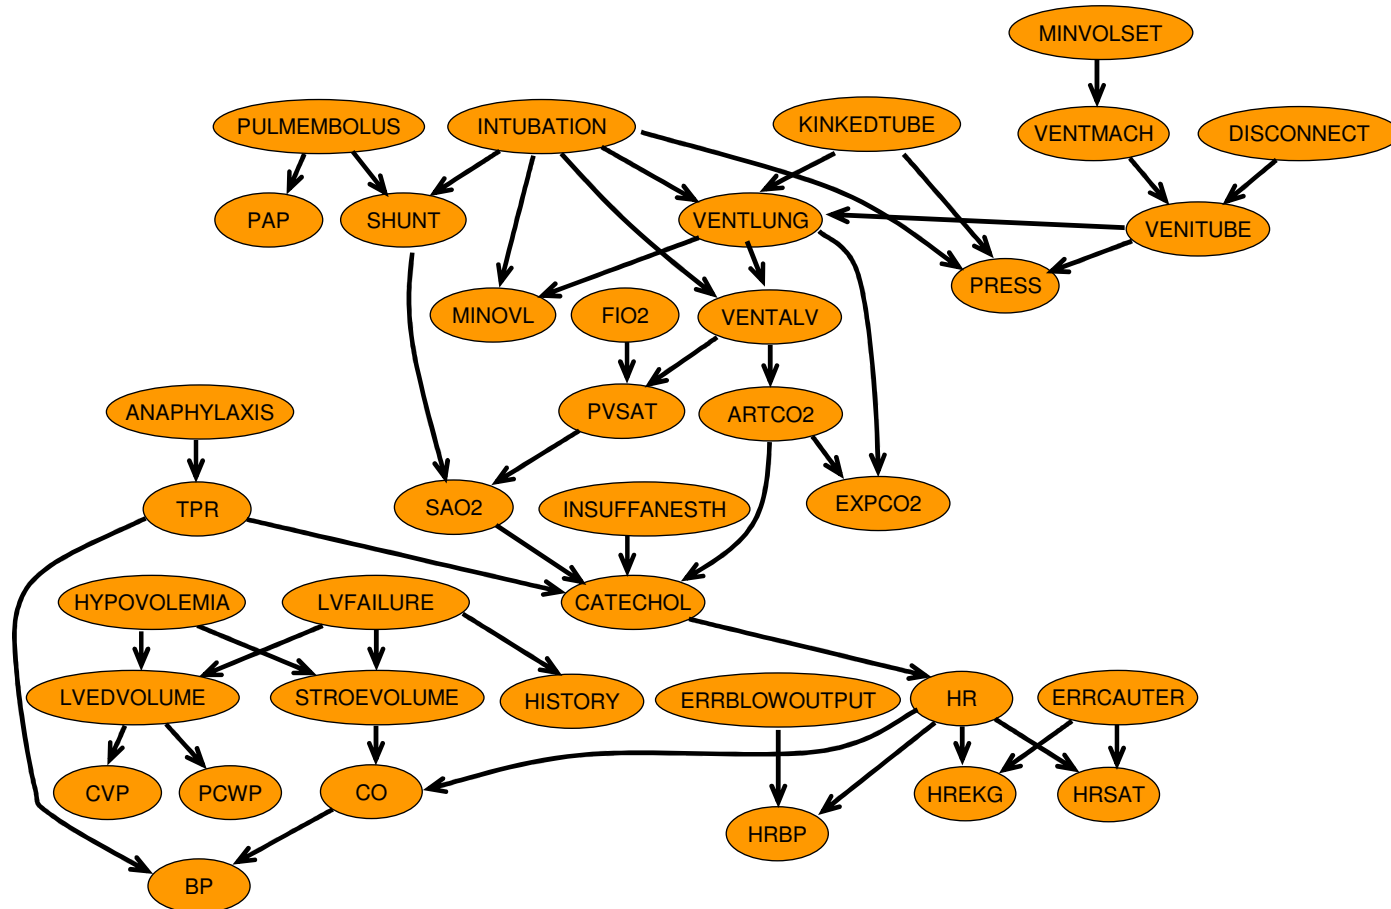 MINVOLSET
PULMEMBOLUS
INTUBATION
KINKEDTUBE
VENTMACH
DISCONNECT
PAP
SHUNT
VENTLUNG
VENITUBE
PRESS
MINOVL
FIO2
VENTALV
ANAPHYLAXIS
PVSAT
ARTCO2
TPR
SAO2
INSUFFANESTH
EXPCO2
HYPOVOLEMIA
LVFAILURE
CATECHOL
LVEDVOLUME
STROEVOLUME
HISTORY
ERRBLOWOUTPUT
HR
ERRCAUTER
CVP
PCWP
CO
HREKG
HRSAT
HRBP
BP